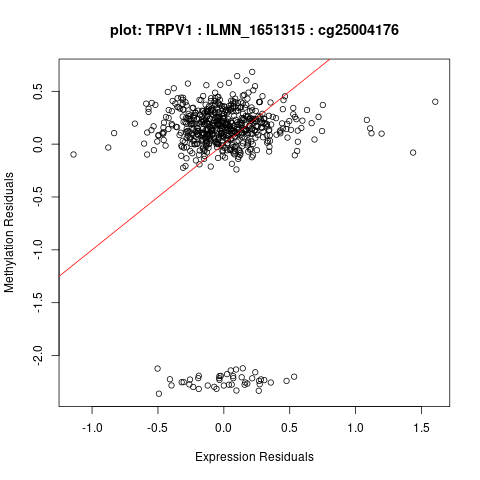 plot: TRPV1 : ILMN_1651315 : cg25004176
0.5
0.0
-0.5
-1.0
-1.5
-2.0
Methylation Residuals
-1.0 -0.5 0.0 0.5 1.0 1.5
Expression Residuals